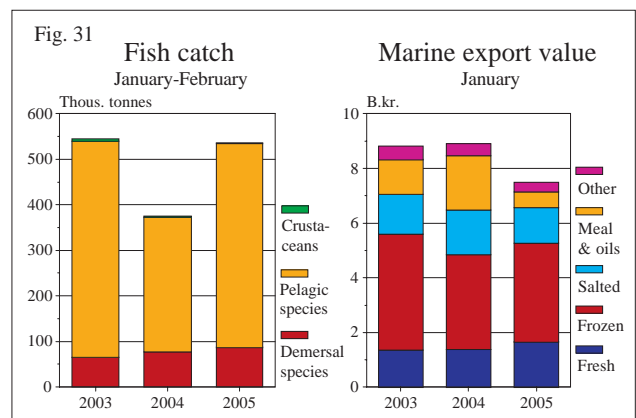 Fig. 31
Fish catch
January-February
Thous. tonnes
600
500
400
300
200
100
0
2003
2004
2005
Crusta-
ceans
Pelagic
species
Demersal
species
Marine export value
January
B.kr.
10
8
6
4
2
0
2003
2004
2005
Other
Meal
& oils
Salted
Frozen
Fresh